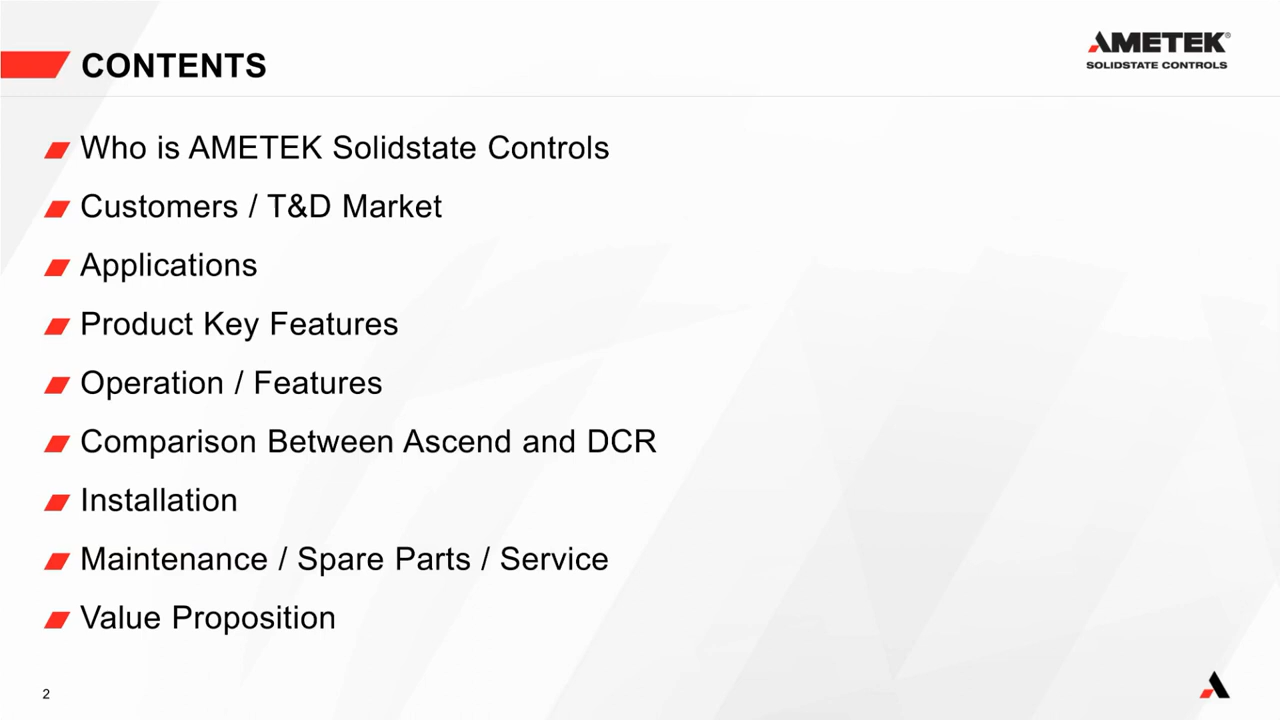 CONTENTS
AMETEK®
SOLIDSTATE CONTROLS
Who is AMETEK Solidstate Controls
Customers / T&D Market
Applications
Product Key Features
Operation / Features
Comparison Between Ascend and DCR
Installation
Maintenance / Spare Parts / Service
Value Proposition
2